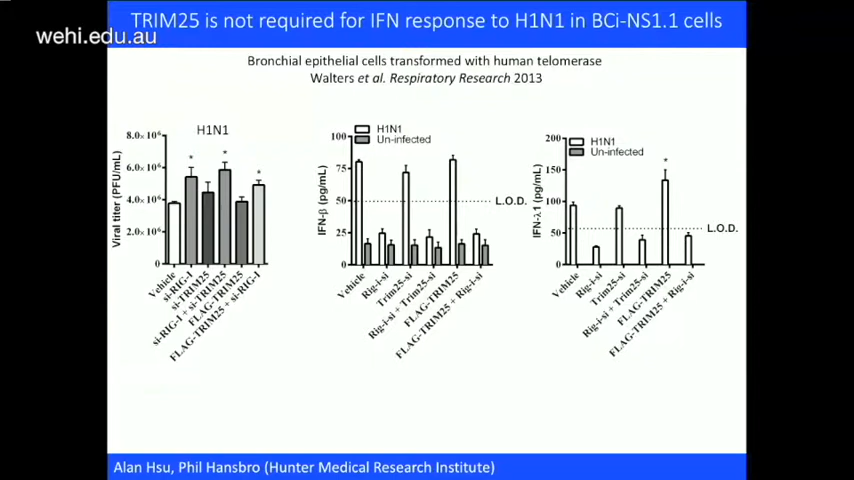 TRIM25 is not required for IFN response to H1N1 in BCi-NS1.1 cells
wehi.edu.au
Bronchial epithelial cells transformed with human telomerase
Walters et al. Respiratory Research 2013
H1N1
Viral titer (PFU/mL)
8.0×10⁶
6.0×10⁶
4.0×10⁶
2.0×10⁶
0
*
*
*
Vehicle
si-RIG-I
si-TRIM25
si-RIG-I + si-TRIM25
FLAG-TRIM25
FLAG-TRIM25 + si-RIG-I
H1N1
Un-infected
IFN-β (pg/mL)
100
75
50
25
0
L.O.D.
Vehicle
Rig-i-si
Trim25-si
Rig-i-si + Trim25-si
FLAG-TRIM25
FLAG-TRIM25 + Rig-i-si
H1N1
Un-infected
IFN-λ1 (pg/mL)
200
150
100
50
0
*
L.O.D.
Vehicle
Rig-i-si
Trim25-si
Rig-i-si + Trim25-si
FLAG-TRIM25
FLAG-TRIM25 + Rig-i-si
Alan Hsu, Phil Hansbro (Hunter Medical Research Institute)